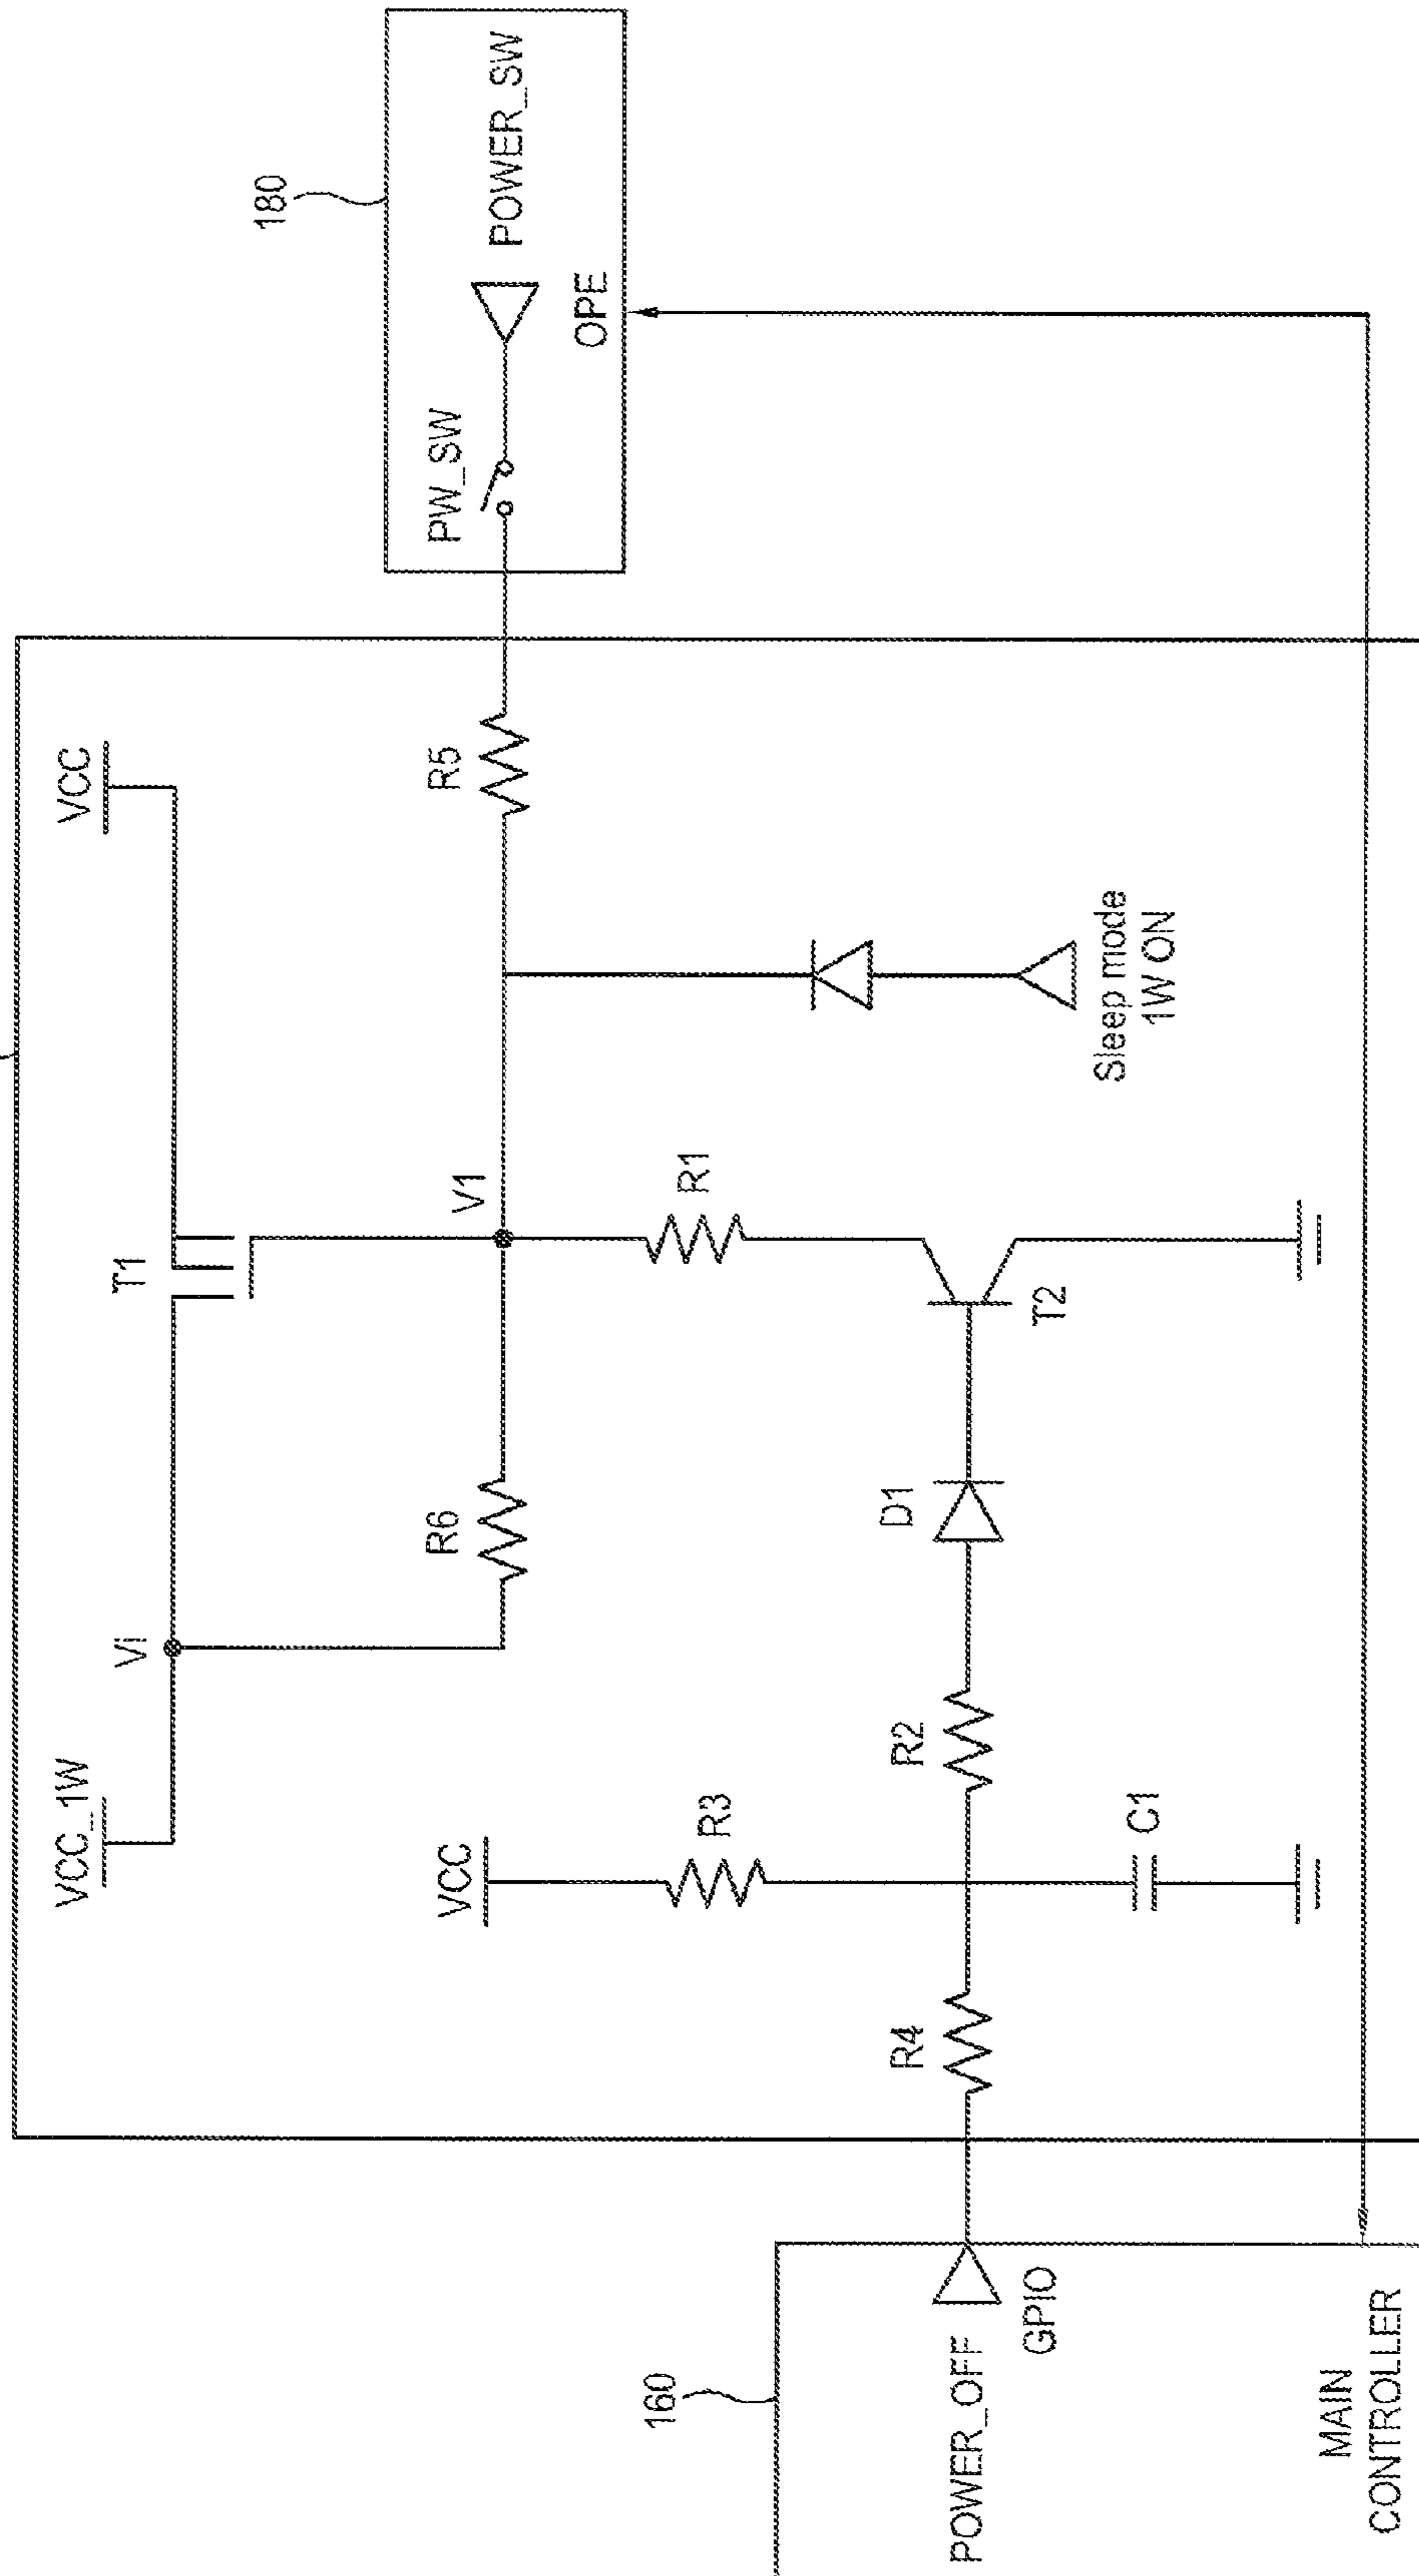 180
POWER_SW
PW_SW
OPE
VCC
R5
Sleep mode
1W ON
T1
V1
R1
T2
R6
D1
Vi
VCC_1W
R2
VCC
R3
C1
R4
160
POWER_OFF
GPIO
MAIN
CONTROLLER